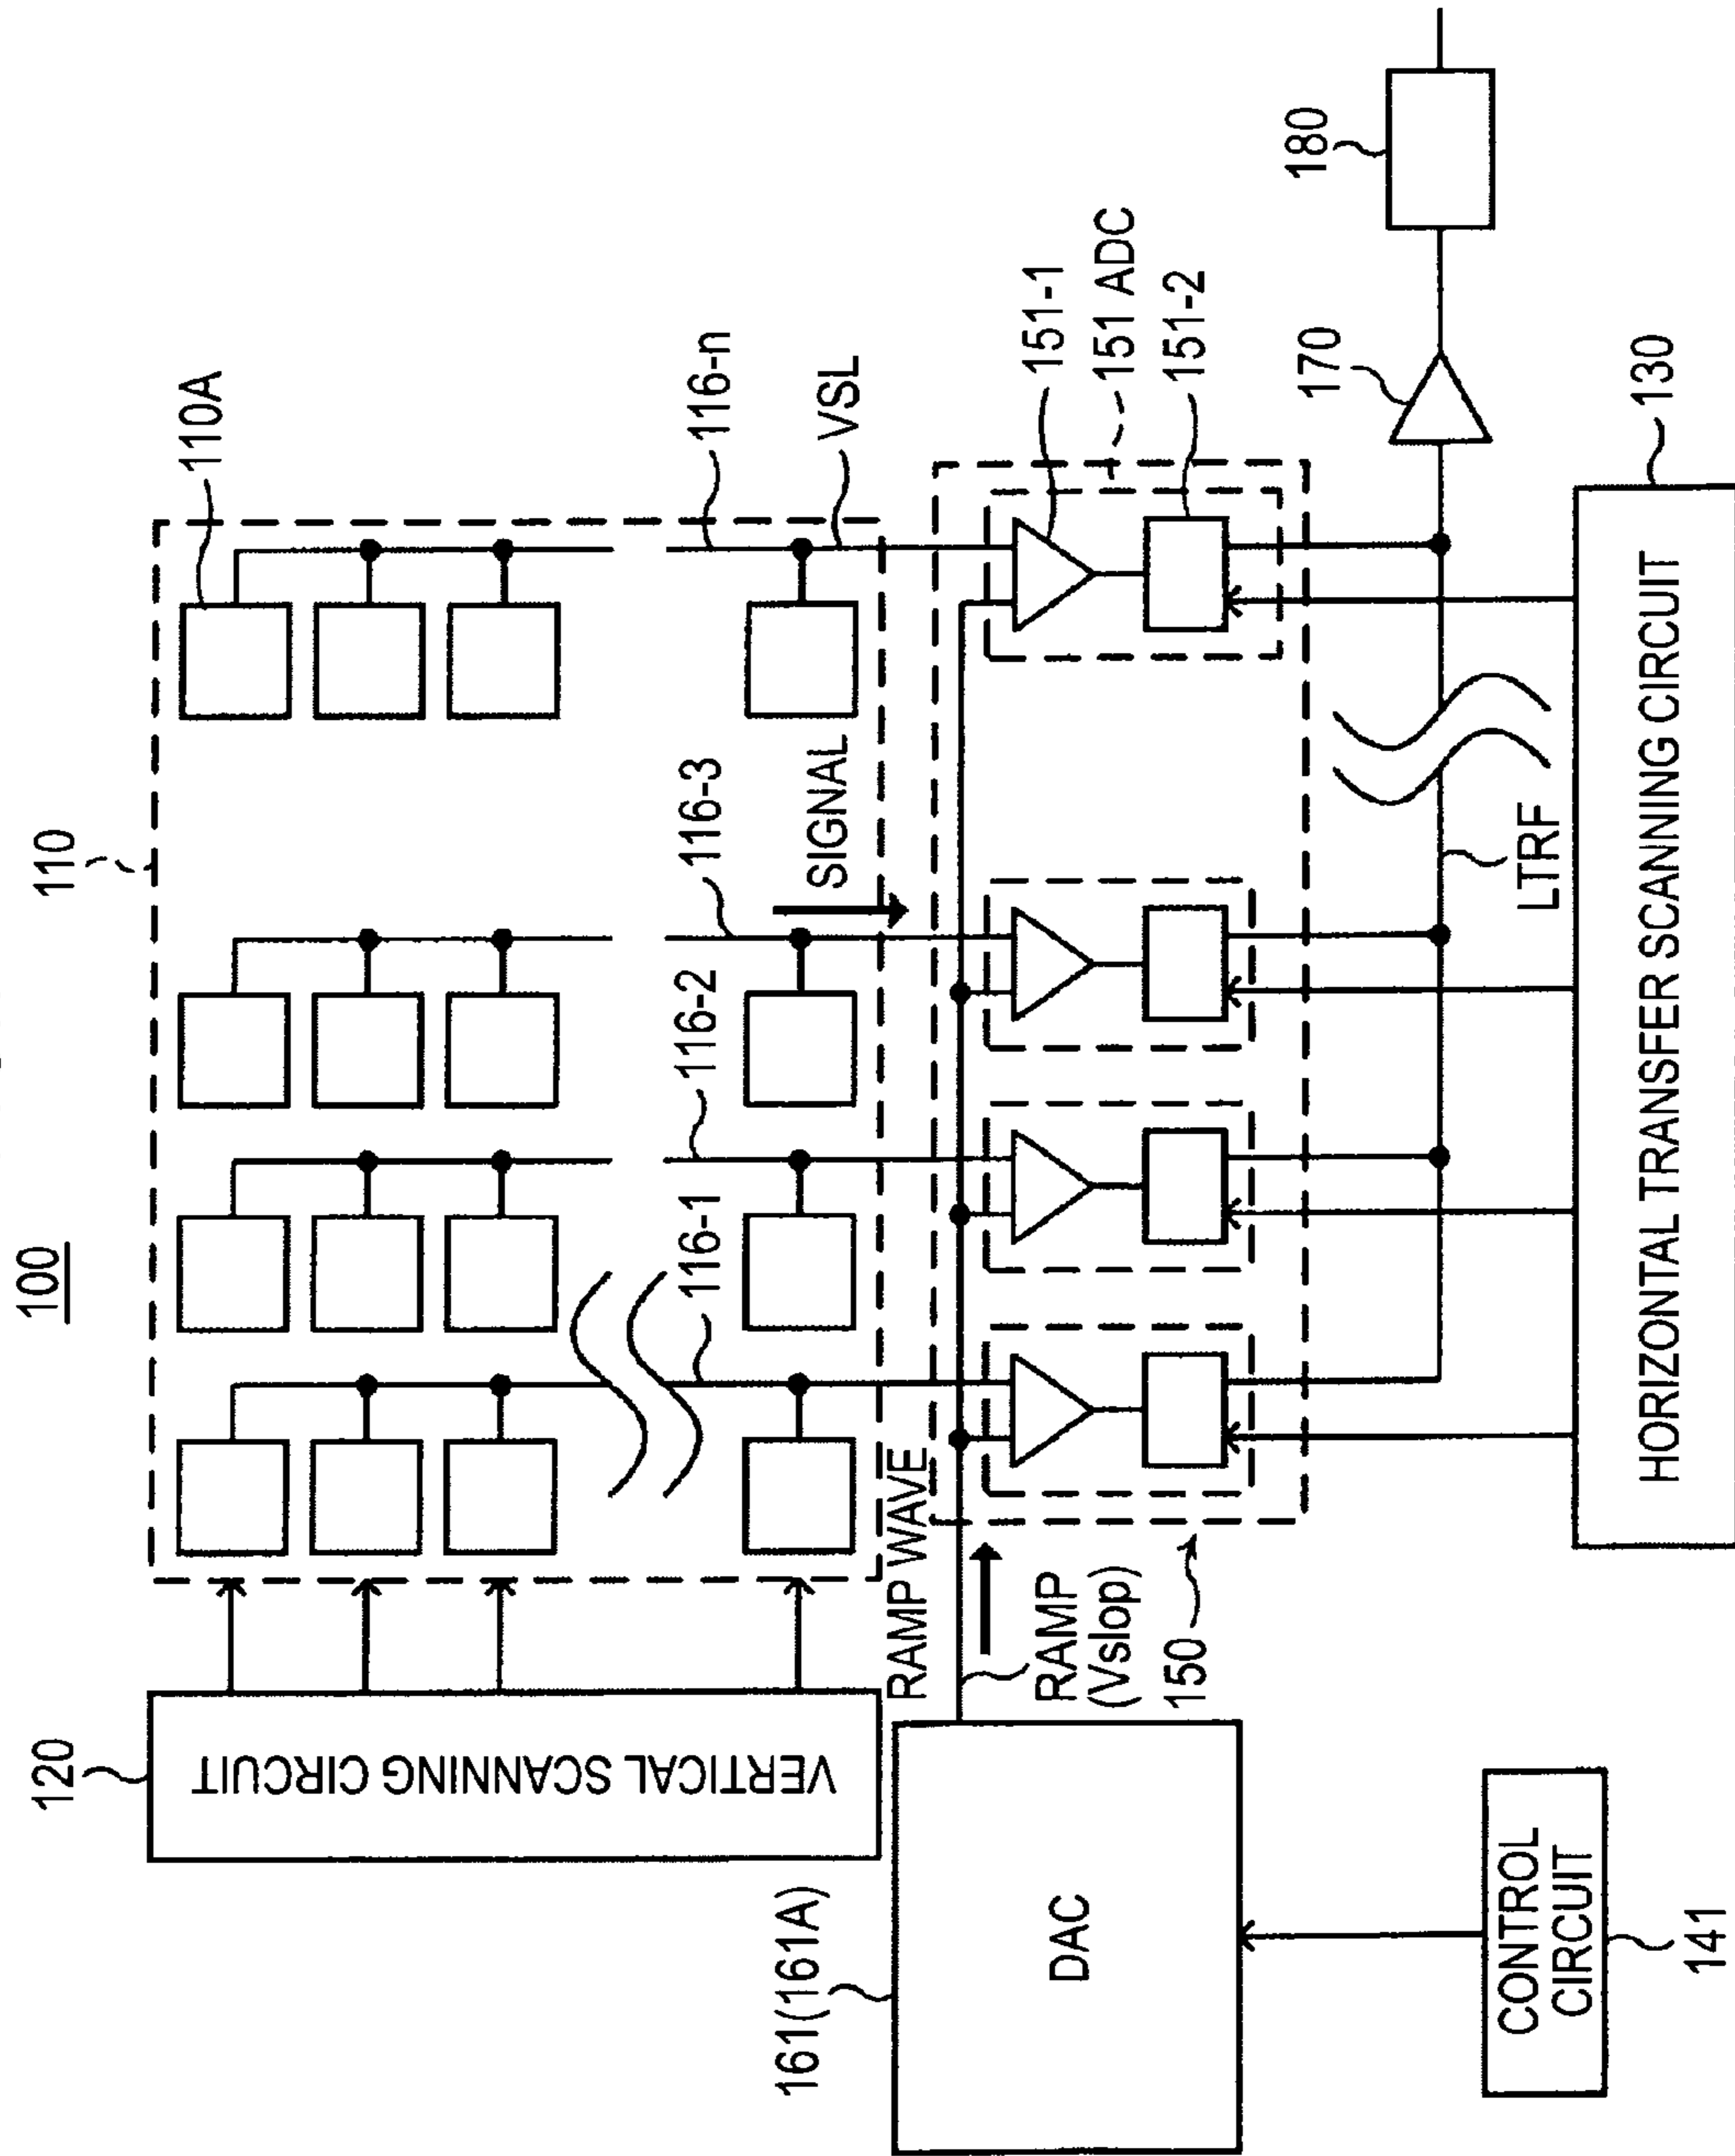 100
110
120
VERTICAL SCANNING CIRCUIT
110A
116-1
116-2
116-3
116-n
VSL
SIGNAL
RAMP WAVE
RAMP
(Vslop)
150
161(161A)
DAC
CONTROL
CIRCUIT
141
151-1
151 ADC
151-2
LTRF
170
180
130
HORIZONTAL TRANSFER SCANNING CIRCUIT